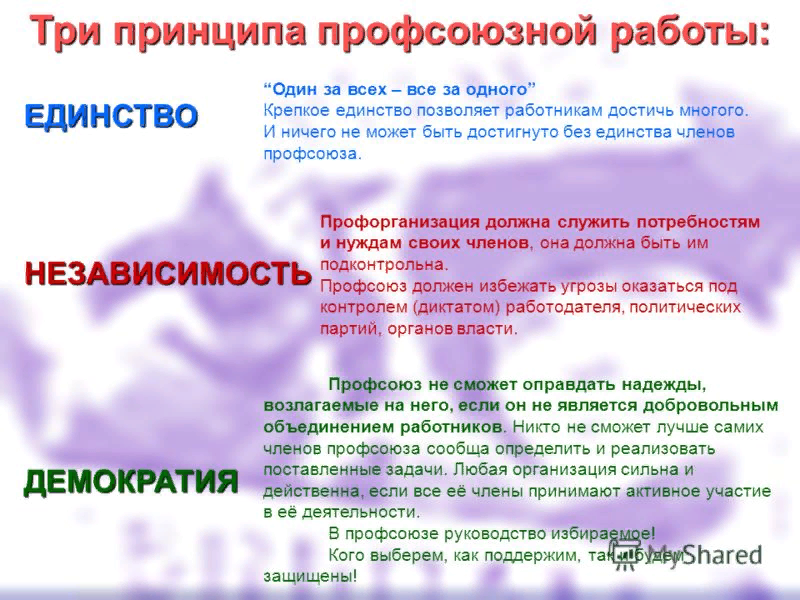 Три принципа профсоюзной работы:
ЕДИНСТВО
“Один за всех – все за одного”
Крепкое единство позволяет работникам достичь многого.
И ничего не может быть достигнуто без единства членов
профсоюза.
НЕЗАВИСИМОСТЬ
Проф­организация должна служить потребностям
и нуждам своих членов, она должна быть им
подконтрольна.
Профсоюз должен избежать угрозы оказаться под
контролем (диктатом) работодателя, политических
партий, органов власти.
ДЕМОКРАТИЯ
Профсоюз не сможет оправдать надежды,
возлагаемые на него, если он не является добровольным
объединением работников. Никто не сможет лучше самих
членов профсоюза сообща определить и реализовать
поставленные задачи. Любая организация сильна и
действенна, если все её члены принимают активное участие
в её деятельности.
В профсоюзе руководство избираемое!
Кого выберем, как поддержим, так и будем
защищены!
MyShared